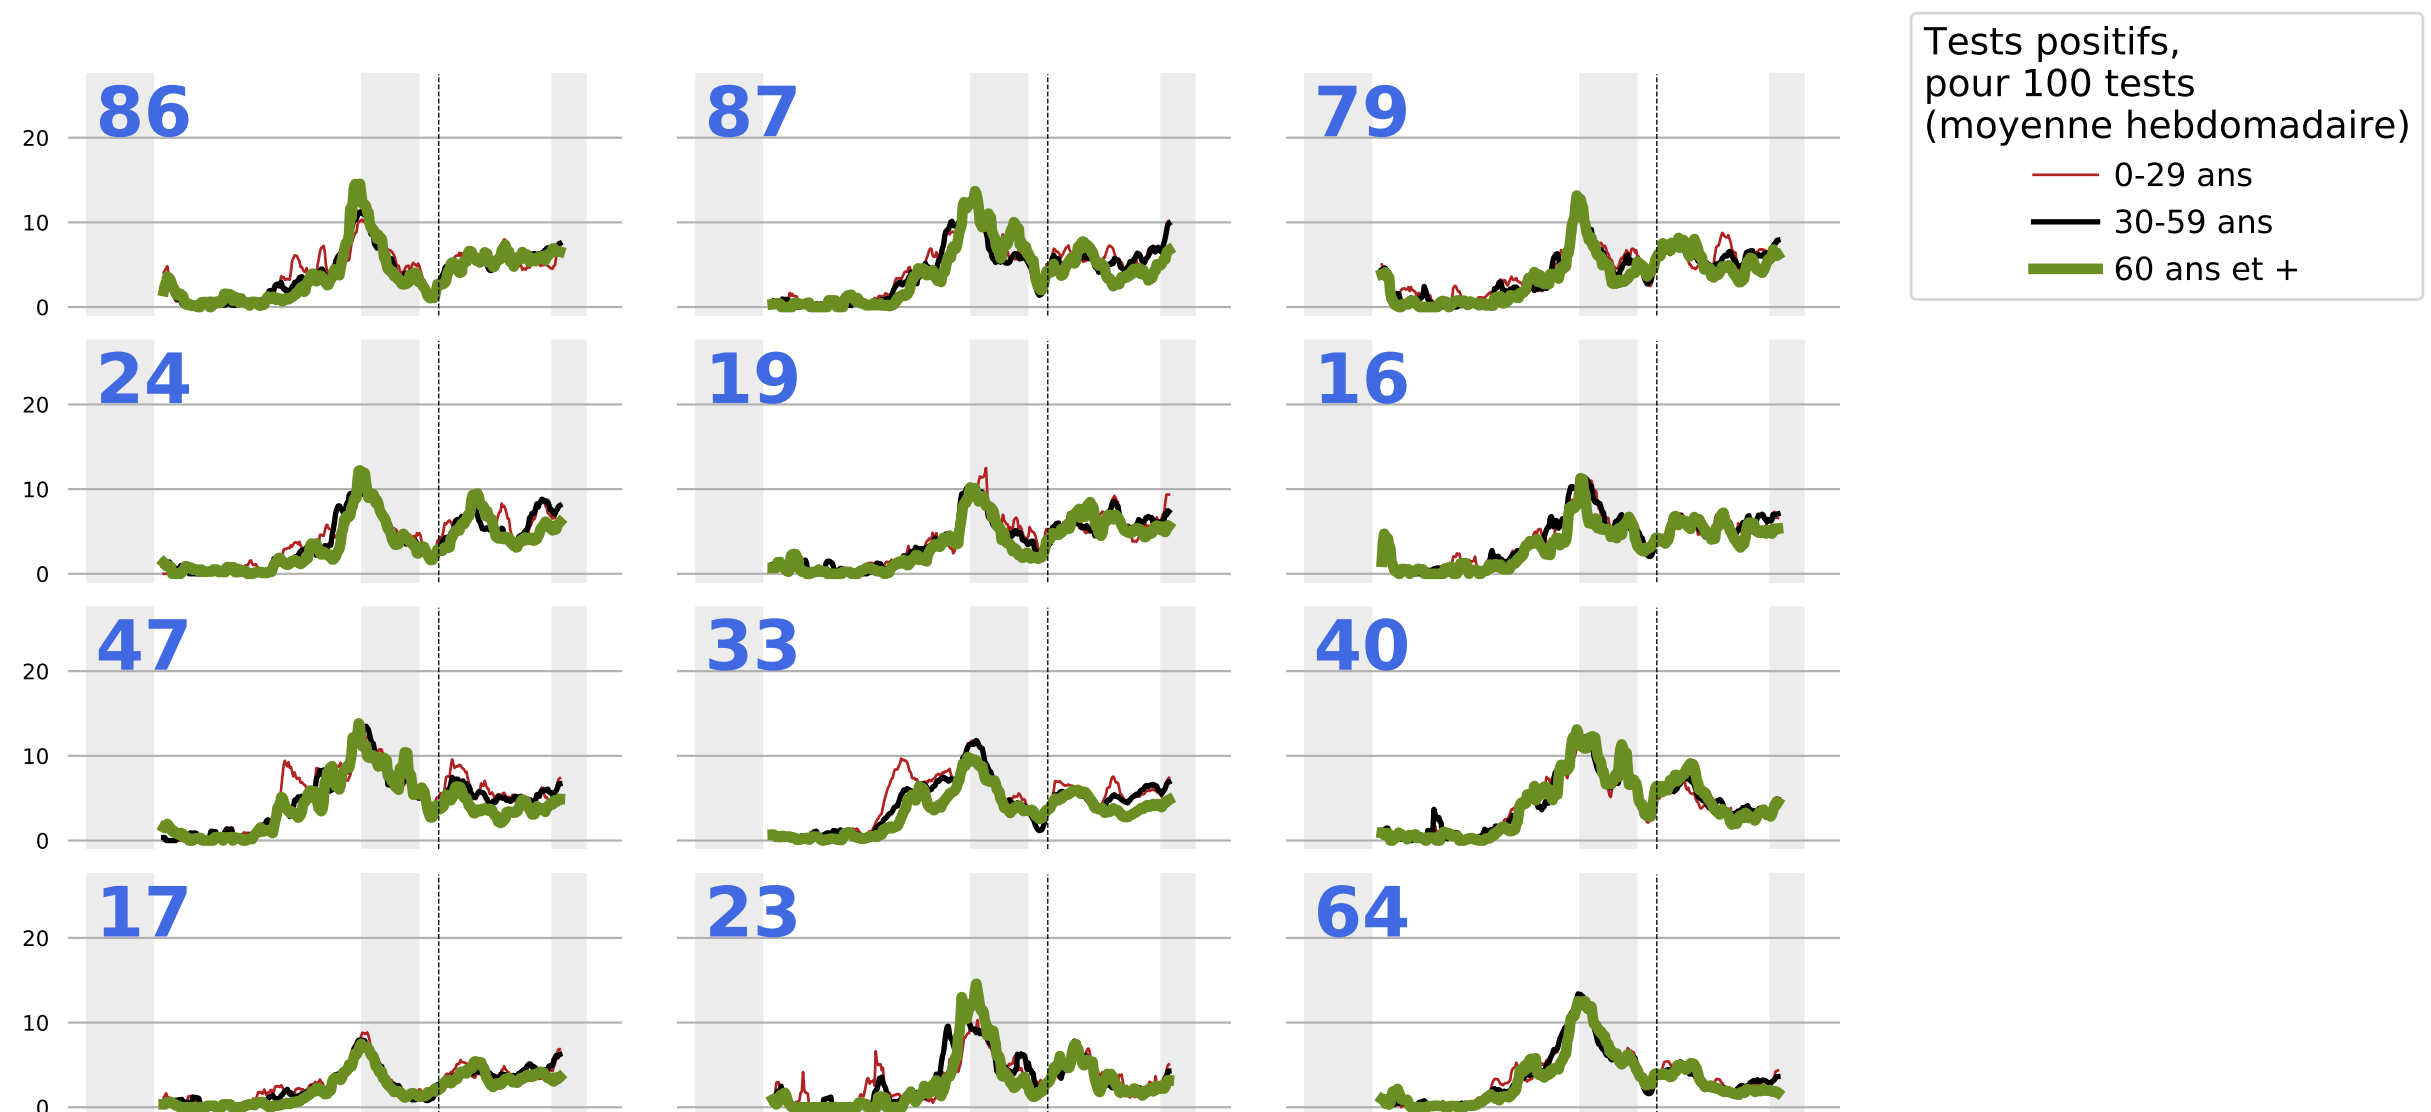 Tests positifs,
pour 100 tests
(moyenne hebdomadaire)
0-29 ans
30-59 ans
60 ans et +
86 87 79
20
10
0
24 19 16
20
10
0
47 33 40
20
10
0
17 23 64
20
10
0